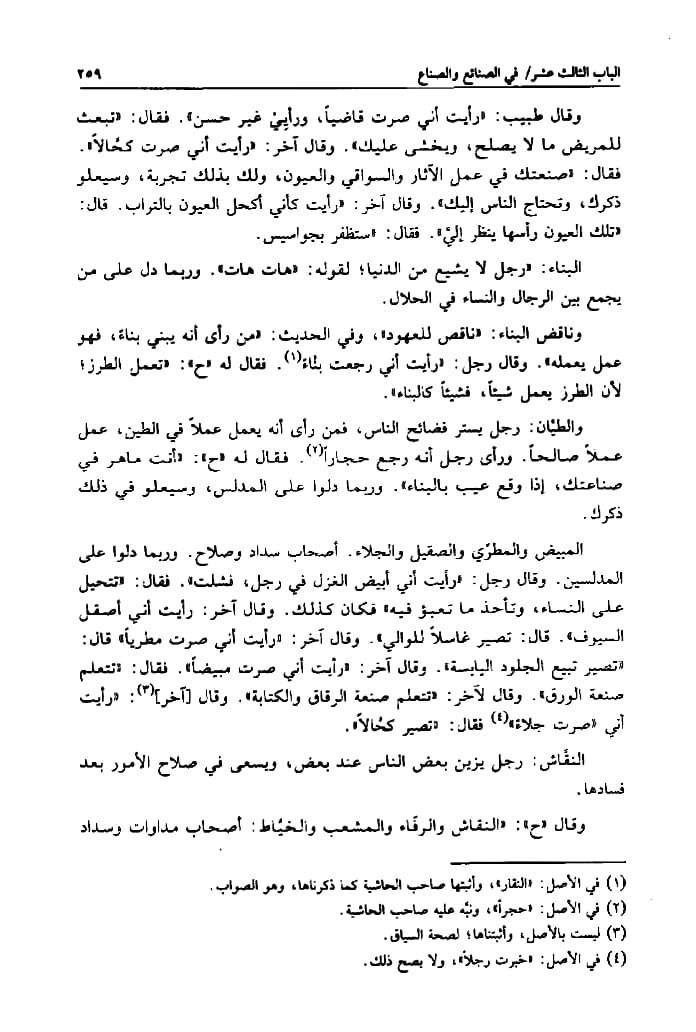 الباب الثالث عشر/ في الصنائع والصناع ٢٥٩
وقال طبيب: «رأيت أني صرت قاضياً، ورأيي غير حسن». فقال: «تبعث
للمريض ما لا يصلح، ويخشى عليك». وقال آخر: «رأيت أني صرت كحّالاً».
فقال: «صنعتك في عمل الآثار والسواقي والعيون، ولك بذلك تجربة، وسيعلو
ذكرك، وتحتاج الناس إليك». وقال آخر: «رأيت كأني أكحل العيون بالتراب. قال:
«تلك العيون رأسها ينظر إليّ». فقال: «ستظفر بجواسيس.
البناء: «رجل لا يشيع من الدنيا؛ لقوله: «هات هات». وربما دل على من
يجمع بين الرجال والنساء في الحلال.
وناقض البناء: «ناقص للعهود»، وفي الحديث: «من رأى أنه يبني بناءً، فهو
عمل يعمله». وقال رجل: «رأيت أني رجعت بنّاءً(١). فقال له «ح»: «تعمل الطرز؛
لأن الطرز يعمل شيئاً، فشيئاً كالبناء».
والطيّان: رجل يستر فضائح الناس، فمن رأى أنه يعمل عملاً في الطين، عمل
عملاً صالحاً. ورأى رجل أنه رجع حجاراً(٢). فقال له «ح»: «أنت ماهر في
صناعتك، إذا وقع عيب بالبناء». وربما دلوا على المدلس، وسيعلو في ذلك
ذكرك.
المبيض والمطرّي والصقيل والجلاء. أصحاب سداد وصلاح. وربما دلوا على
المدلسين. وقال رجل: «رأيت أني أبيض الغزل في رجل، فشلت». فقال: «تتحيل
على النساء، وتأخذ ما تعبؤ فيه» فكان كذلك. وقال آخر: رأيت أني أصقل
السيوف». قال: تصير غاسلاً للوالي». وقال آخر: «رأيت أني صرت مطرياً» قال:
«تصير تبيع الجلود اليابسة». وقال آخر: «رأيت أني صرت مبيضاً». فقال: «تتعلم
صنعة الورق». وقال لآخر: «تتعلم صنعة الرقاق والكتابة». وقال [آخر](٣): «رأيت
أني «صرت جلاءً»(٤) فقال: «تصير كحّالاً».
النقّاش: رجل يزين بعض الناس عند بعض، ويسعى في صلاح الأمور بعد
فسادها.
وقال «ح»: «النقاش والرفّاء والمشعب والخيّاط: أصحاب مداوات وسداد
(١) في الأصل: «النقار»، وأثبتها صاحب الحاشية كما ذكرناها، وهو الصواب.
(٢) في الأصل: «حجراً»، ونبّه عليه صاحب الحاشية.
(٣) ليست بالأصل، وأثبتناها؛ لصحة السياق.
(٤) في الأصل: «خبرت رجلاً»، ولا يصح ذلك.